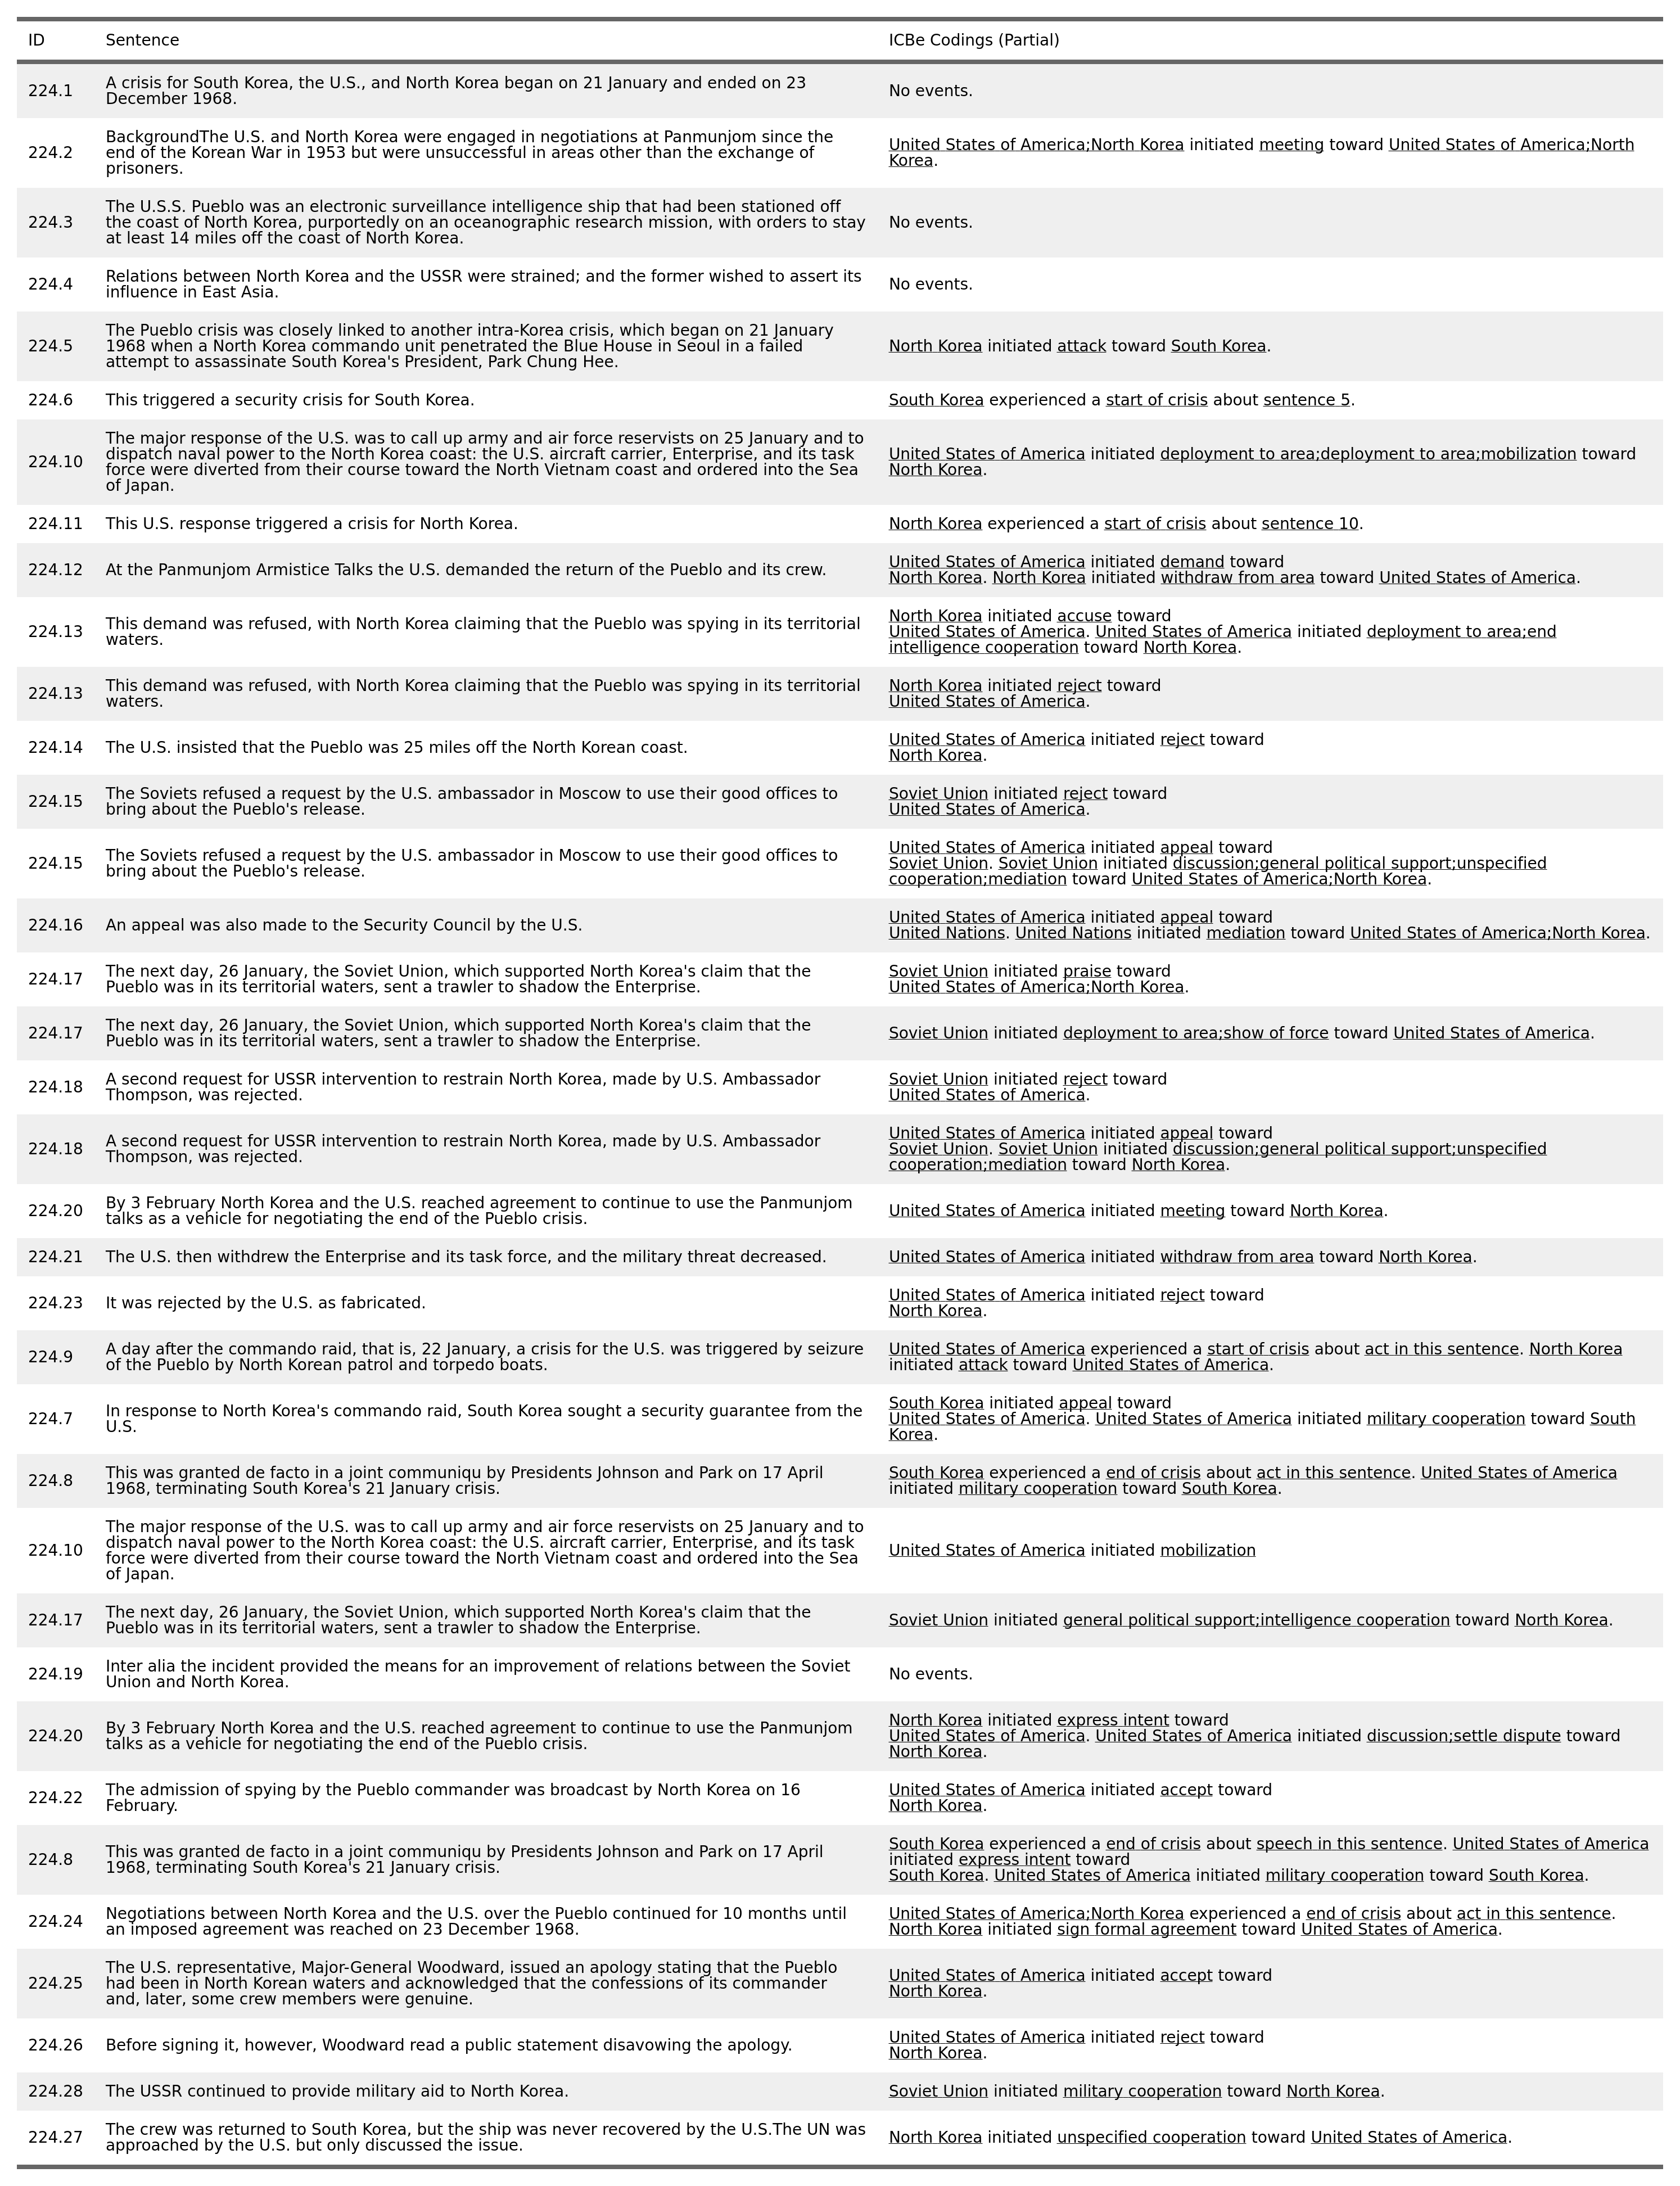 ID Sentence ICBe Codings (Partial)
224.1 A crisis for South Korea, the U.S., and North Korea began on 21 January and ended on 23
December 1968. No events.
224.2 BackgroundThe U.S. and North Korea were engaged in negotiations at Panmunjom since the
end of the Korean War in 1953 but were unsuccessful in areas other than the exchange of
prisoners.
United States of America;North Korea initiated meeting toward United States of America;North
Korea.
224.3 The U.S.S. Pueblo was an electronic surveillance intelligence ship that had been stationed off
the coast of North Korea, purportedly on an oceanographic research mission, with orders to stay
at least 14 miles off the coast of North Korea.
No events.
224.4 Relations between North Korea and the USSR were strained; and the former wished to assert its
influence in East Asia.
No events.
224.5 The Pueblo crisis was closely linked to another intra-Korea crisis, which began on 21 January
1968 when a North Korea commando unit penetrated the Blue House in Seoul in a failed
attempt to assassinate South Korea's President, Park Chung Hee.
North Korea initiated attack toward South Korea.
224.6 This triggered a security crisis for South Korea. South Korea experienced a start of crisis about sentence 5.
224.10 The major response of the U.S. was to call up army and air force reservists on 25 January and to
dispatch naval power to the North Korea coast: the U.S. aircraft carrier, Enterprise, and its task
force were diverted from their course toward the North Vietnam coast and ordered into the Sea
of Japan.
United States of America initiated deployment to area;deployment to area;mobilization toward
North Korea.
224.11 This U.S. response triggered a crisis for North Korea. North Korea experienced a start of crisis about sentence 10.
224.12 At the Panmunjom Armistice Talks the U.S. demanded the return of the Pueblo and its crew.
United States of America initiated demand toward
North Korea. North Korea initiated withdraw from area toward United States of America.
224.13 This demand was refused, with North Korea claiming that the Pueblo was spying in its territorial
waters.
North Korea initiated accuse toward
United States of America. United States of America initiated deployment to area;end
intelligence cooperation toward North Korea.
224.13 This demand was refused, with North Korea claiming that the Pueblo was spying in its territorial
waters.
North Korea initiated reject toward
United States of America.
224.14 The U.S. insisted that the Pueblo was 25 miles off the North Korean coast.
United States of America initiated reject toward
North Korea.
224.15 The Soviets refused a request by the U.S. ambassador in Moscow to use their good offices to
bring about the Pueblo's release.
Soviet Union initiated reject toward
United States of America.
224.15 The Soviets refused a request by the U.S. ambassador in Moscow to use their good offices to
bring about the Pueblo's release.
United States of America initiated appeal toward
Soviet Union. Soviet Union initiated discussion;general political support;unspecified
cooperation;mediation toward United States of America;North Korea.
224.16 An appeal was also made to the Security Council by the U.S.
United States of America initiated appeal toward
United Nations. United Nations initiated mediation toward United States of America;North Korea.
224.17 The next day, 26 January, the Soviet Union, which supported North Korea's claim that the
Pueblo was in its territorial waters, sent a trawler to shadow the Enterprise.
Soviet Union initiated praise toward
United States of America;North Korea.
224.17 The next day, 26 January, the Soviet Union, which supported North Korea's claim that the
Pueblo was in its territorial waters, sent a trawler to shadow the Enterprise.
Soviet Union initiated deployment to area;show of force toward United States of America.
224.18 A second request for USSR intervention to restrain North Korea, made by U.S. Ambassador
Thompson, was rejected.
Soviet Union initiated reject toward
United States of America.
224.18 A second request for USSR intervention to restrain North Korea, made by U.S. Ambassador
Thompson, was rejected.
United States of America initiated appeal toward
Soviet Union. Soviet Union initiated discussion;general political support;unspecified
cooperation;mediation toward North Korea.
224.20 By 3 February North Korea and the U.S. reached agreement to continue to use the Panmunjom
talks as a vehicle for negotiating the end of the Pueblo crisis.
United States of America initiated meeting toward North Korea.
224.21 The U.S. then withdrew the Enterprise and its task force, and the military threat decreased. United States of America initiated withdraw from area toward North Korea.
224.23 It was rejected by the U.S. as fabricated.
United States of America initiated reject toward
North Korea.
224.9 A day after the commando raid, that is, 22 January, a crisis for the U.S. was triggered by seizure
of the Pueblo by North Korean patrol and torpedo boats.
United States of America experienced a start of crisis about act in this sentence. North Korea
initiated attack toward United States of America.
224.7 In response to North Korea's commando raid, South Korea sought a security guarantee from the
U.S.
South Korea initiated appeal toward
United States of America. United States of America initiated military cooperation toward South
Korea.
224.8 This was granted de facto in a joint communiqu by Presidents Johnson and Park on 17 April
1968, terminating South Korea's 21 January crisis.
South Korea experienced a end of crisis about act in this sentence. United States of America
initiated military cooperation toward South Korea.
224.10 The major response of the U.S. was to call up army and air force reservists on 25 January and to
dispatch naval power to the North Korea coast: the U.S. aircraft carrier, Enterprise, and its task
force were diverted from their course toward the North Vietnam coast and ordered into the Sea
of Japan.
United States of America initiated mobilization
224.17 The next day, 26 January, the Soviet Union, which supported North Korea's claim that the
Pueblo was in its territorial waters, sent a trawler to shadow the Enterprise.
Soviet Union initiated general political support;intelligence cooperation toward North Korea.
224.19 Inter alia the incident provided the means for an improvement of relations between the Soviet
Union and North Korea.
No events.
224.20 By 3 February North Korea and the U.S. reached agreement to continue to use the Panmunjom
talks as a vehicle for negotiating the end of the Pueblo crisis.
North Korea initiated express intent toward
United States of America. United States of America initiated discussion;settle dispute toward
North Korea.
224.22 The admission of spying by the Pueblo commander was broadcast by North Korea on 16
February.
United States of America initiated accept toward
North Korea.
224.8 This was granted de facto in a joint communiqu by Presidents Johnson and Park on 17 April
1968, terminating South Korea's 21 January crisis.
South Korea experienced a end of crisis about speech in this sentence. United States of America
initiated express intent toward
South Korea. United States of America initiated military cooperation toward South Korea.
224.24 Negotiations between North Korea and the U.S. over the Pueblo continued for 10 months until
an imposed agreement was reached on 23 December 1968.
United States of America;North Korea experienced a end of crisis about act in this sentence.
North Korea initiated sign formal agreement toward United States of America.
224.25 The U.S. representative, Major-General Woodward, issued an apology stating that the Pueblo
had been in North Korean waters and acknowledged that the confessions of its commander
and, later, some crew members were genuine.
United States of America initiated accept toward
North Korea.
224.26 Before signing it, however, Woodward read a public statement disavowing the apology.
United States of America initiated reject toward
North Korea.
224.28 The USSR continued to provide military aid to North Korea. Soviet Union initiated military cooperation toward North Korea.
224.27 The crew was returned to South Korea, but the ship was never recovered by the U.S.The UN was
approached by the U.S. but only discussed the issue.
North Korea initiated unspecified cooperation toward United States of America.